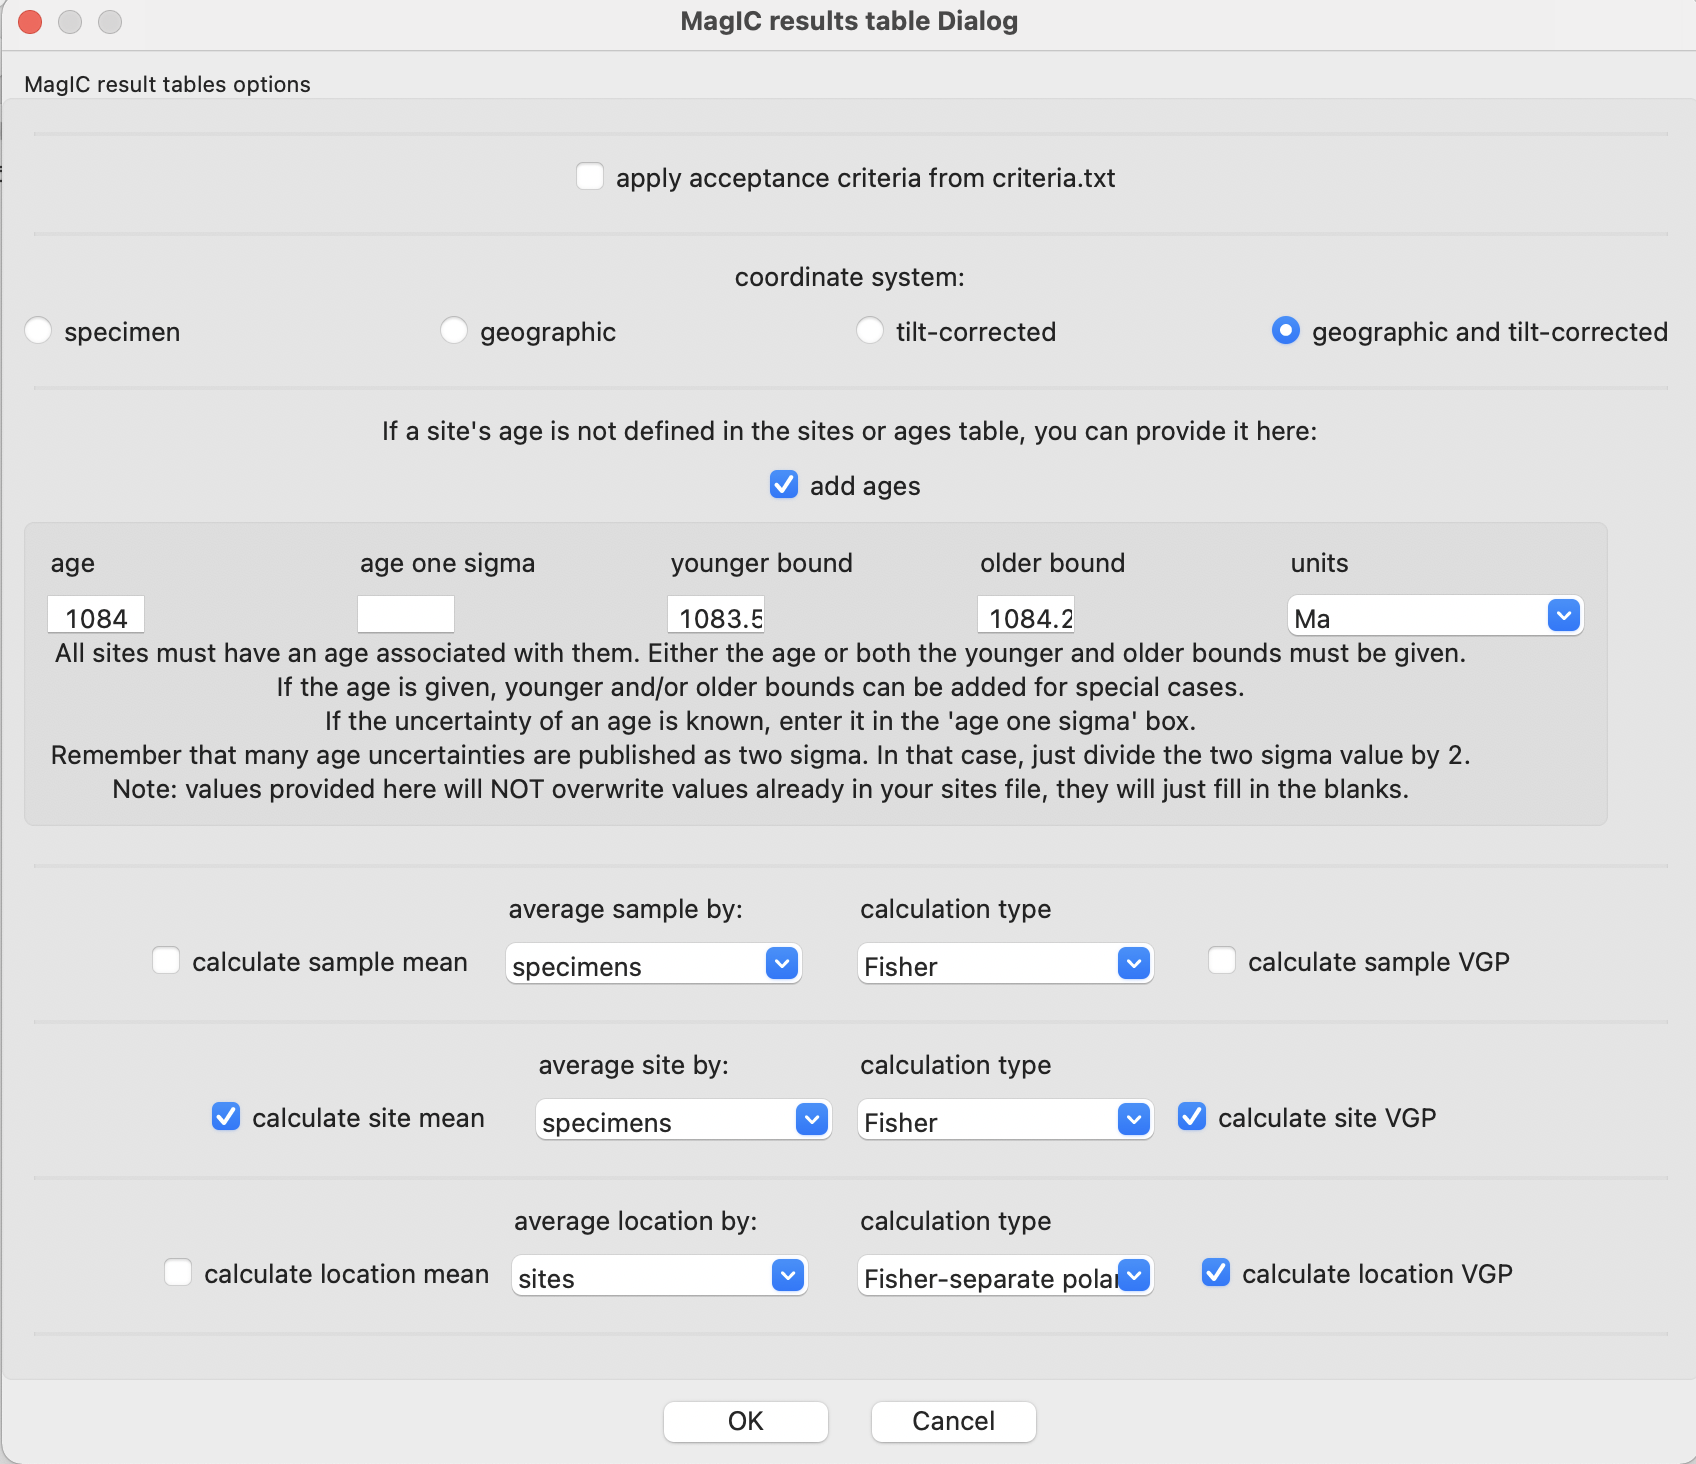 MagIC results table Dialog
MagIC result tables options
apply acceptance criteria from criteria.txt
coordinate system:
specimen geographic tilt-corrected geographic and tilt-corrected
If a site's age is not defined in the sites or ages table, you can provide it here:
add ages
age age one sigma younger bound older bound units
1084 1083.5 1084.2 Ma
All sites must have an age associated with them. Either the age or both the younger and older bounds must be given.
If the age is given, younger and/or older bounds can be added for special cases.
If the uncertainty of an age is known, enter it in the 'age one sigma' box.
Remember that many age uncertainties are published as two sigma. In that case, just divide the two sigma value by 2.
Note: values provided here will NOT overwrite values already in your sites file, they will just fill in the blanks.
average sample by: calculation type
calculate sample mean specimens Fisher calculate sample VGP
average site by: calculation type
calculate site mean specimens Fisher calculate site VGP
average location by: calculation type
calculate location mean sites Fisher-separate polar calculate location VGP
OK Cancel